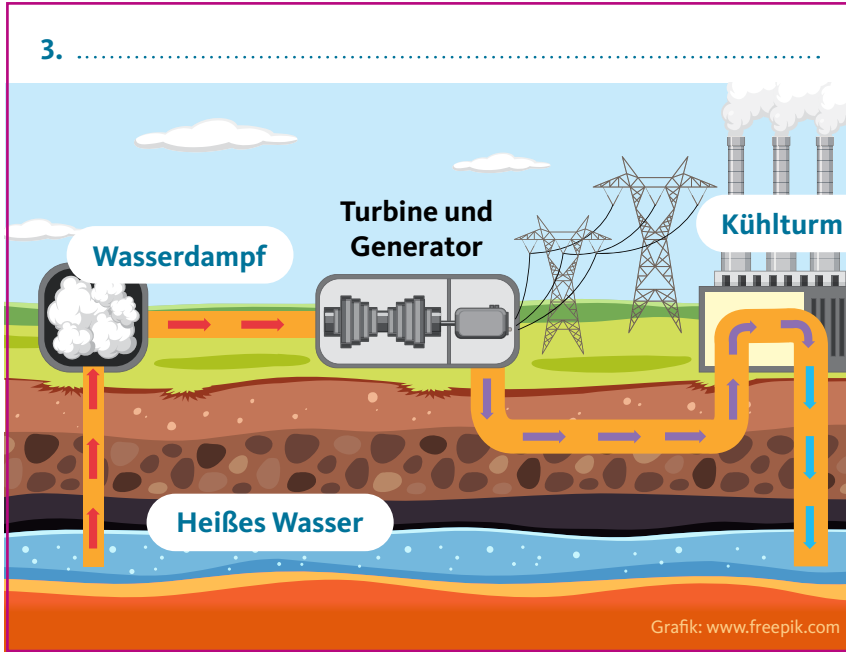 3. ..............................................................................
Turbine und
Generator
Wasserdampf
Kühlturm
Heißes Wasser
Grafik: www.freepik.com